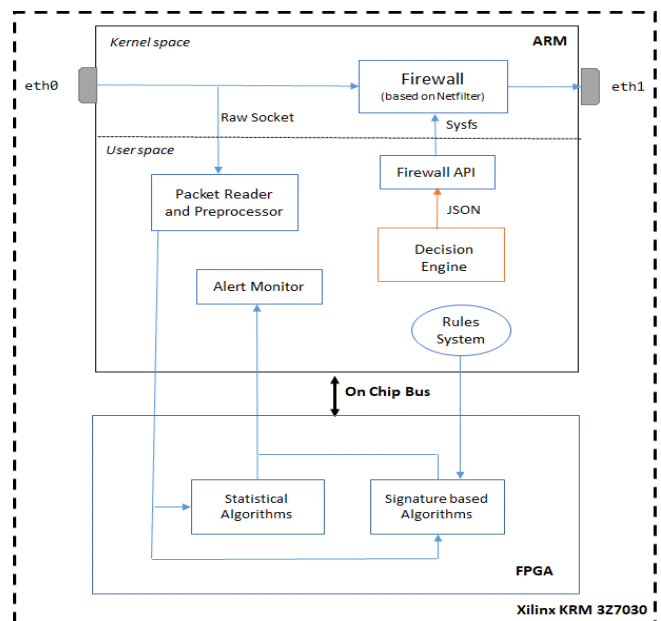 Kernel space
ARM
eth0
Firewall
(based on Netfilter)
eth1
Raw Socket
Sysfs
User space
Packet Reader
and Preprocessor
Firewall API
JSON
Decision
Engine
Alert Monitor
Rules
System
On Chip Bus
Statistical
Algorithms
Signature based
Algorithms
FPGA
Xilinx KRM 3Z7030